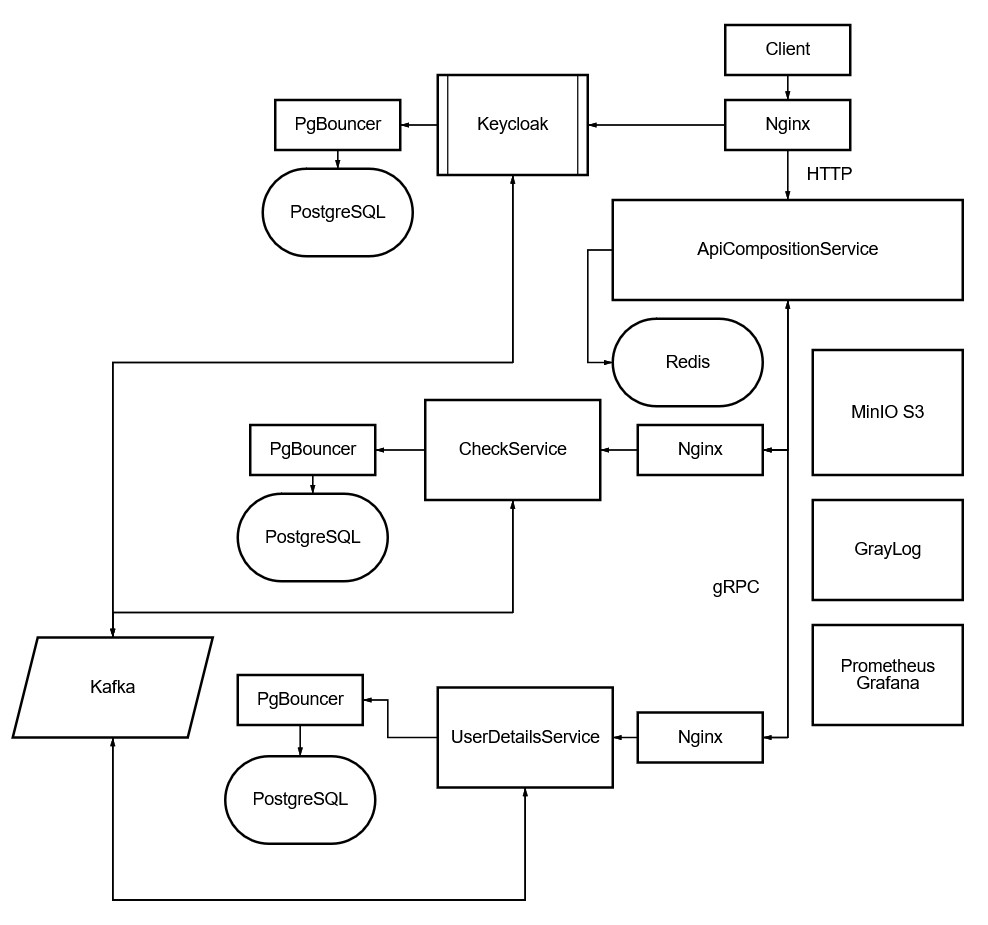 Client
PgBouncer
Keycloak
Nginx
HTTP
PostgreSQL
ApiCompositionService
Redis
MinIO S3
PgBouncer
CheckService
Nginx
PostgreSQL
GrayLog
gRPC
Prometheus
Grafana
Kafka
PgBouncer
UserDetailsService
Nginx
PostgreSQL